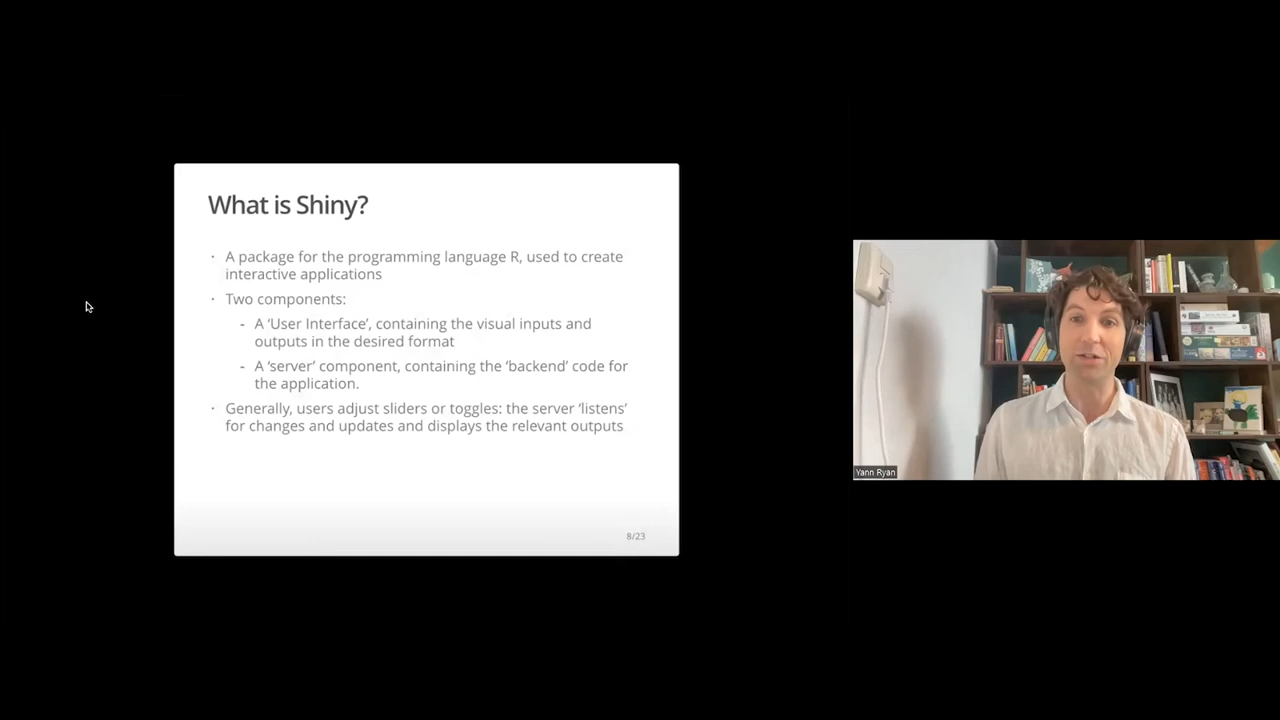 What is Shiny?
· A package for the programming language R, used to create
interactive applications
· Two components:
- A ‘User Interface’, containing the visual inputs and
outputs in the desired format
- A ‘server’ component, containing the ‘backend’ code for
the application.
· Generally, users adjust sliders or toggles: the server ‘listens’
for changes and updates and displays the relevant outputs
8/23
Yann Ryan